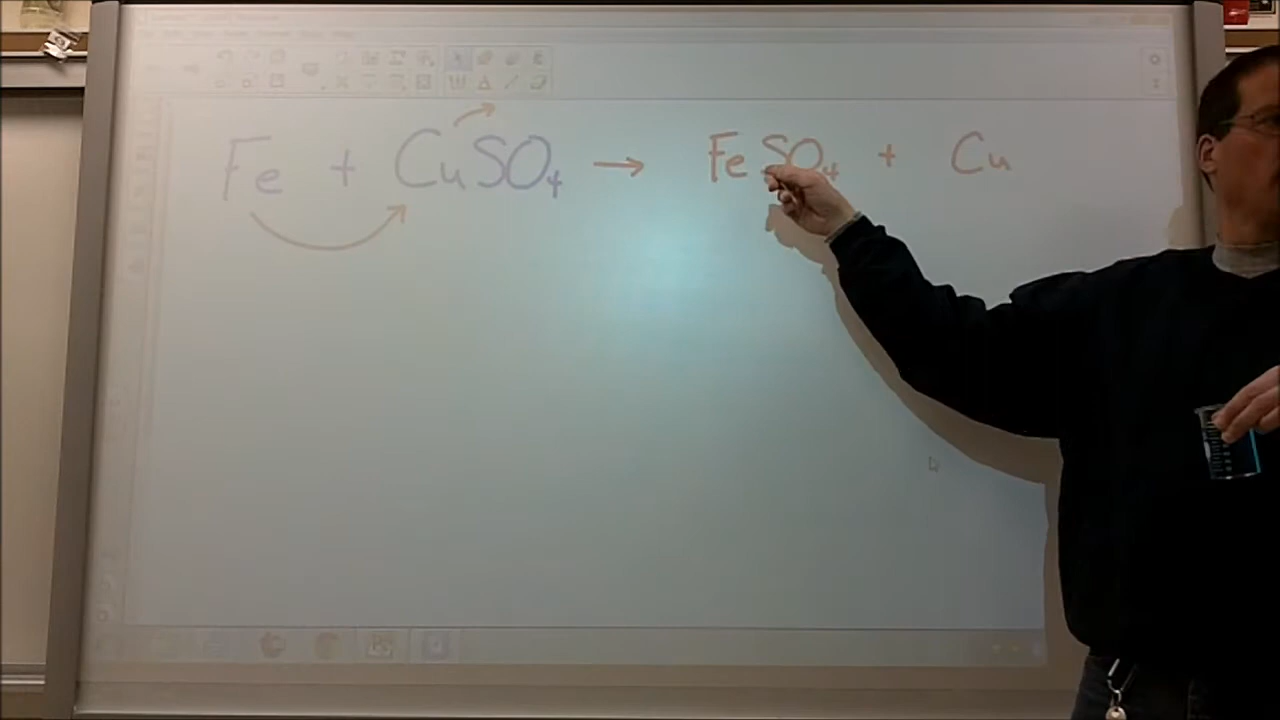 Fe + CuSO₄ → FeSO₄ + Cu